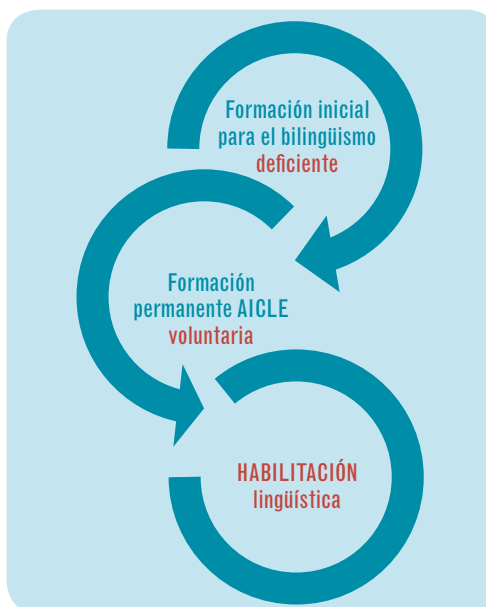 Formación inicial
para el bilingüismo
deficiente
Formación
permanente AICLE
voluntaria
HABILITACIÓN
lingüística